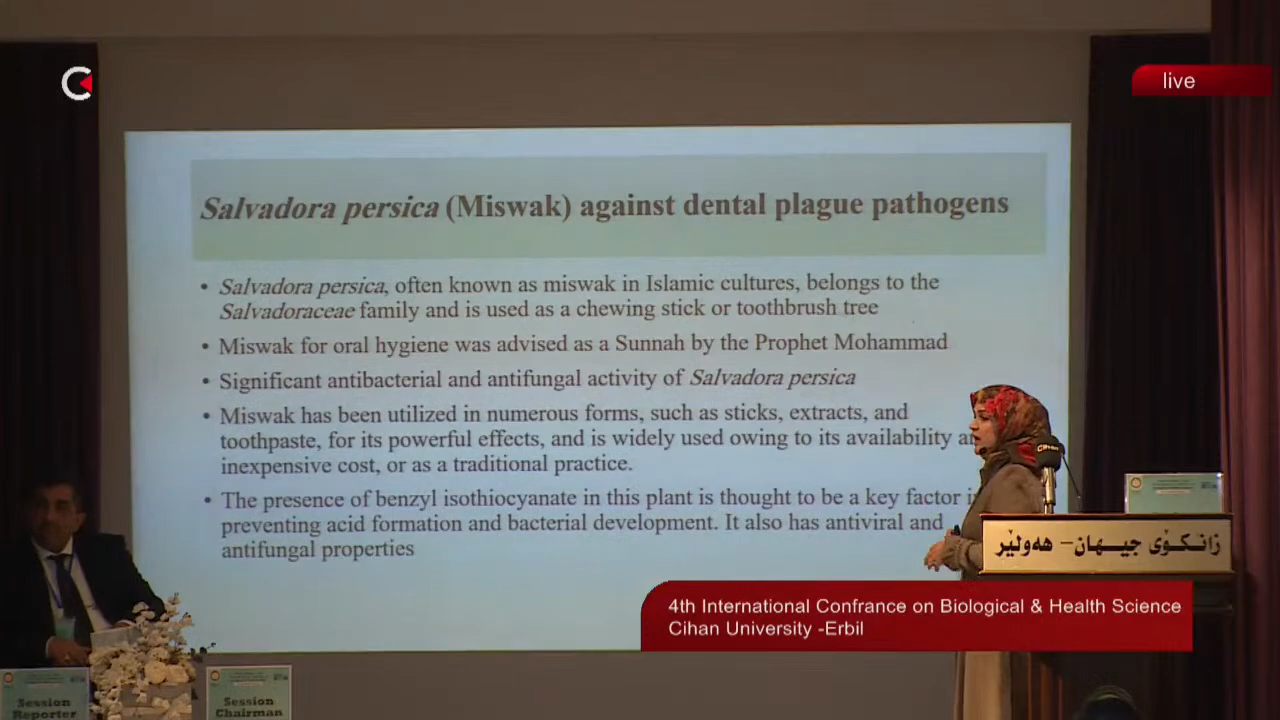 live
Salvadora persica (Miswak) against dental plague pathogens
• Salvadora persica, often known as miswak in Islamic cultures, belongs to the
Salvadoraceae family and is used as a chewing stick or toothbrush tree
• Miswak for oral hygiene was advised as a Sunnah by the Prophet Mohammad
• Significant antibacterial and antifungal activity of Salvadora persica
• Miswak has been utilized in numerous forms, such as sticks, extracts, and
toothpaste, for its powerful effects, and is widely used owing to its availability
inexpensive cost, or as a traditional practice.
• The presence of benzyl isothiocyanate in this plant is thought to be a key factor
preventing acid formation and bacterial development. It also has antiviral and
antifungal properties
Cihan
زانکۆی جیهان - هەولێر
4th International Confrance on Biological & Health Science
Cihan University -Erbil
Session
Reporter
Session
Chairman